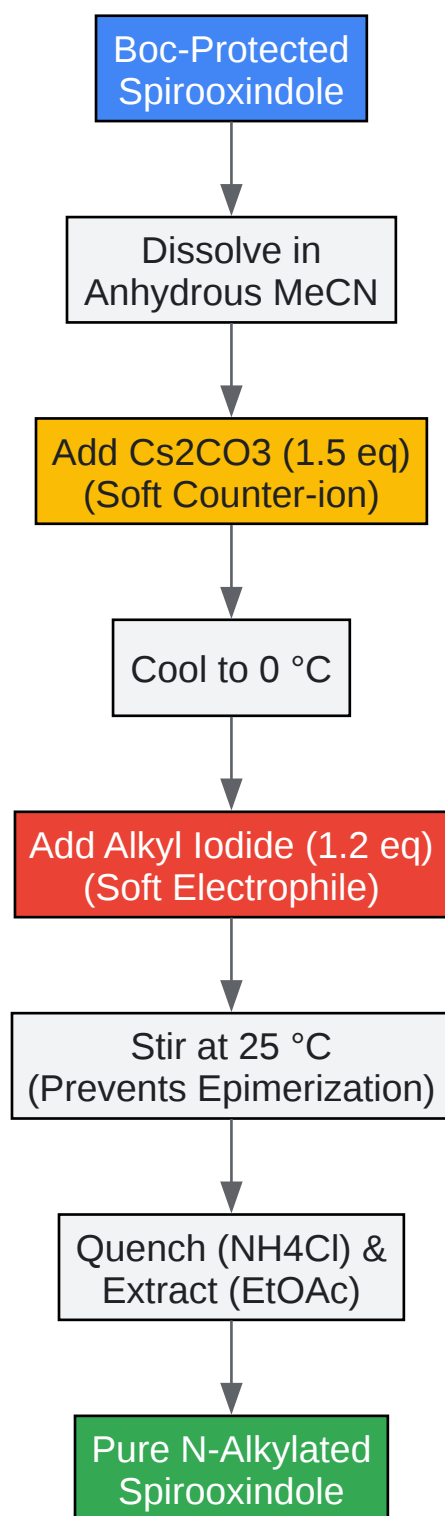 Boc-Protected
Spirooxindole
Dissolve in
Anhydrous MeCN
Add Cs2CO3 (1.5 eq)
(Soft Counter-ion)
Cool to 0 °C
Add Alkyl Iodide (1.2 eq)
(Soft Electrophile)
Stir at 25 °C
(Prevents Epimerization)
Quench (NH4Cl) &
Extract (EtOAc)
Pure N-Alkylated
Spirooxindole